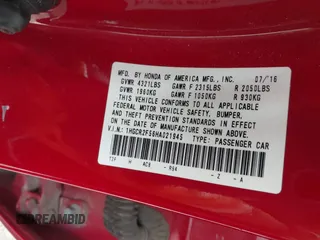 MFD. BY HONDA OF AMERICA MFG., INC. 07/16
GVWR 4321LBS GAWR F 2315LBS R 2050LBS
GVWR 1960KG GAWR F 1050KG R 930KG
THIS VEHICLE CONFORMS TO ALL APPLICABLE
FEDERAL MOTOR VEHICLE SAFETY, BUMPER,
AND THEFT PREVENTION STANDARDS IN EFFECT
ON THE DATE OF MANUFACTURE SHOWN ABOVE.
V.I.N: 1HGCR2F56HA021945 TYPE: PASSENGER CAR
DREAMBID